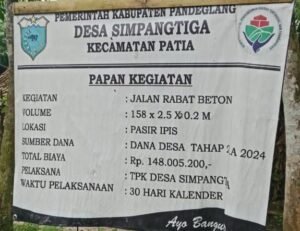 PEMERINTAH KABUPATEN PANDEGLANG
DESA SIMPANGTIGA
KECAMATAN PATIA
PAPAN KEGIATAN
KEGIATAN : JALAN RABAT BETON
VOLUME : 158 x 2.5 x 0.2 M
LOKASI : PASIR IPIS
SUMBER DANA : DANA DESA TAHAP 2024
TOTAL BIAYA : Rp. 148.005.200,-
PELAKSANA : TPK DESA SIMPANGT
WAKTU PELAKSANAAN : 30 HARI KALENDER
Ayo Bangu